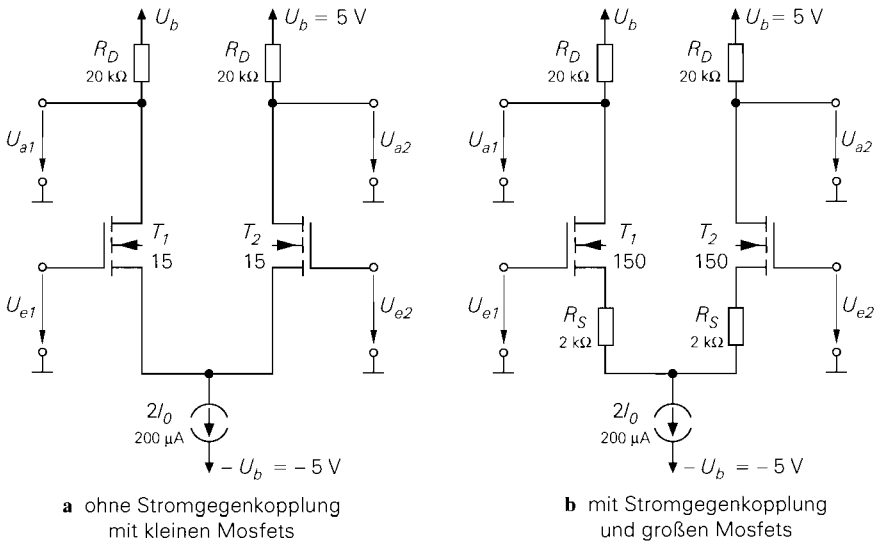 U_b
U_b = 5 V
R_D
20 kΩ
R_D
20 kΩ
U_a1
U_a2
T_1
15
T_2
15
U_e1
U_e2
2I_0
200 µA
− U_b = − 5 V
a ohne Stromgegenkopplung
mit kleinen Mosfets
U_b
U_b = 5 V
R_D
20 kΩ
R_D
20 kΩ
U_a1
U_a2
T_1
150
T_2
150
U_e1
U_e2
R_S
2 kΩ
R_S
2 kΩ
2I_0
200 µA
− U_b = − 5 V
b mit Stromgegenkopplung
und großen Mosfets